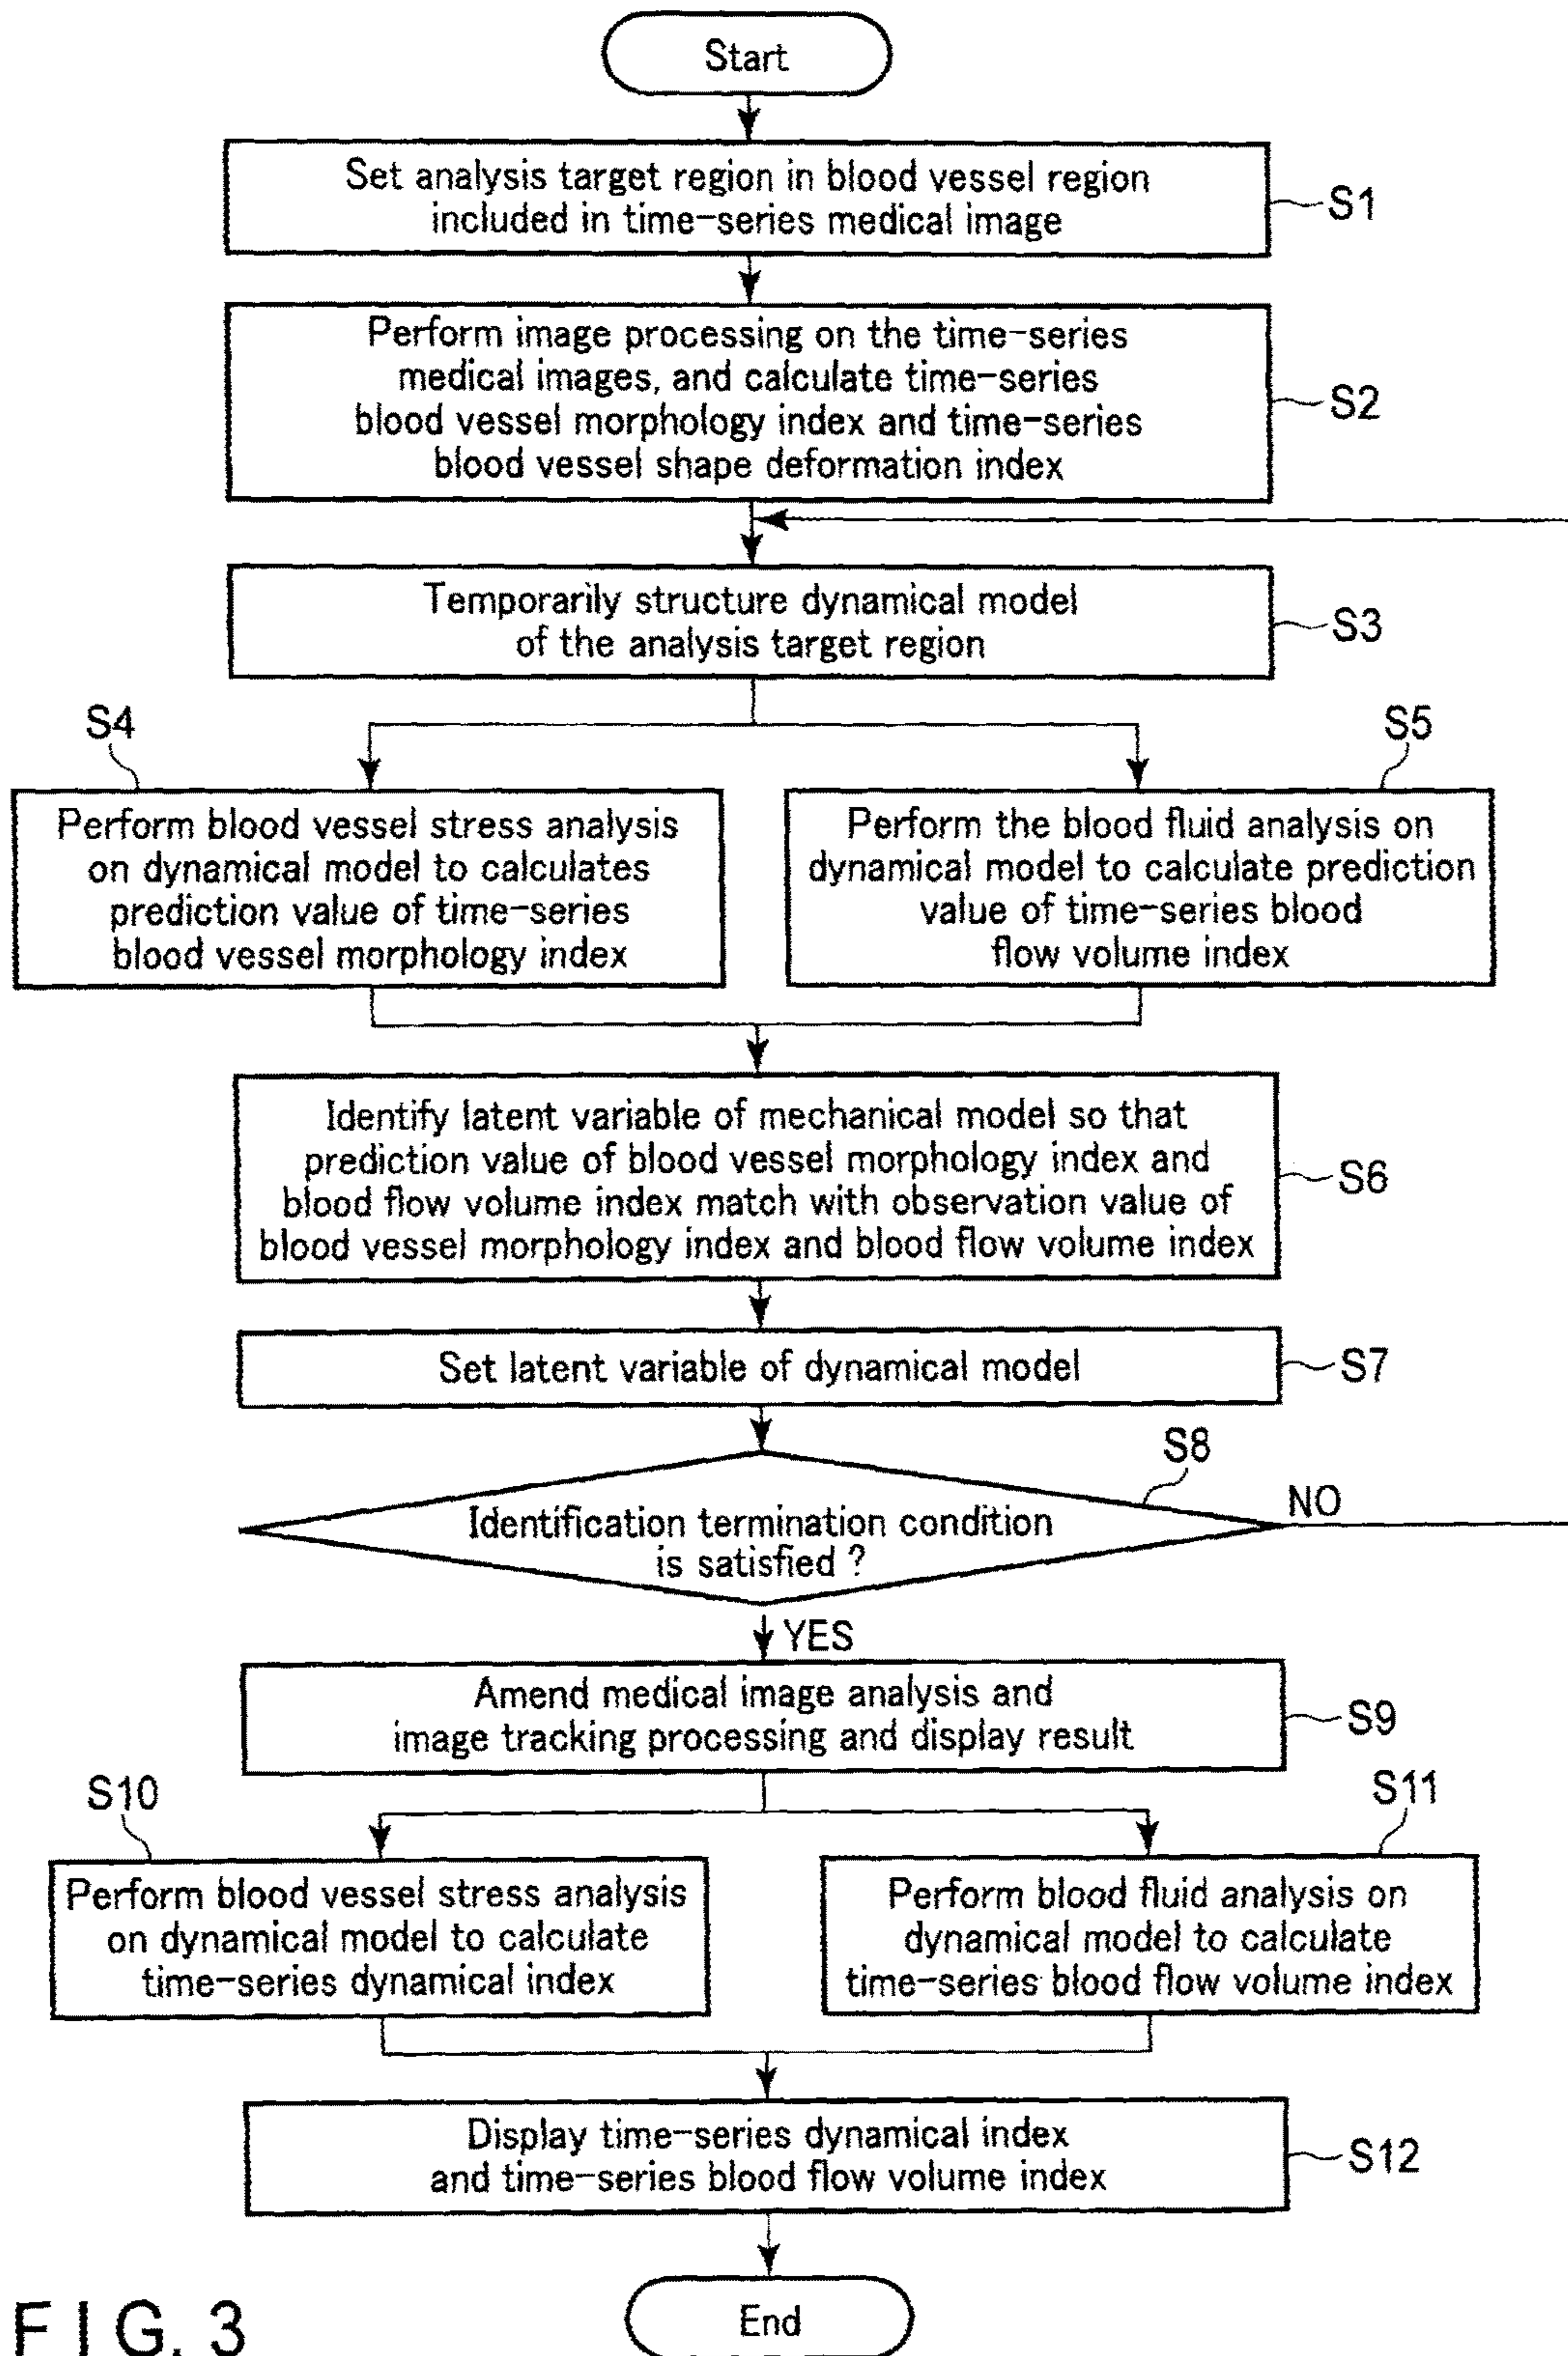 Start
Set analysis target region in blood vessel region
included in time-series medical image
S1
Perform image processing on the time-series
medical images, and calculate time-series
blood vessel morphology index and time-series
blood vessel shape deformation index
S2
Temporarily structure dynamical model
of the analysis target region
S3
S4
Perform blood vessel stress analysis
on dynamical model to calculates
prediction value of time-series
blood vessel morphology index
S5
Perform the blood fluid analysis on
dynamical model to calculate prediction
value of time-series blood
flow volume index
Identify latent variable of mechanical model so that
prediction value of blood vessel morphology index and
blood flow volume index match with observation value of
blood vessel morphology index and blood flow volume index
S6
Set latent variable of dynamical model
S7
S8
Identification termination condition
is satisfied ?
NO
YES
Amend medical image analysis and
image tracking processing and display result
S9
S10
Perform blood vessel stress analysis
on dynamical model to calculate
time-series dynamical index
S11
Perform blood fluid analysis on
dynamical model to calculate
time-series blood flow volume index
Display time-series dynamical index
and time-series blood flow volume index
S12
End
FIG. 3